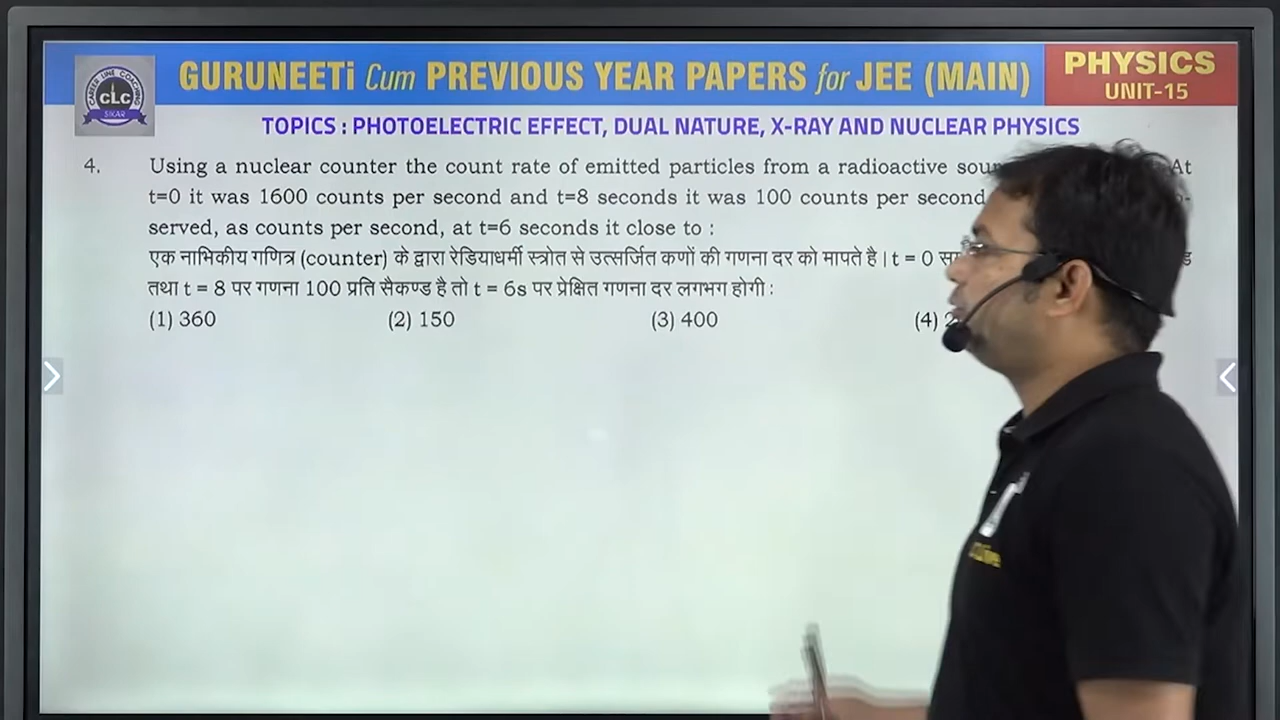 GURUNEETi Cum PREVIOUS YEAR PAPERS for JEE (MAIN)
PHYSICS
UNIT-15
CAREER LINE COACHING
CLC
SIKAR
TOPICS : PHOTOELECTRIC EFFECT, DUAL NATURE, X-RAY AND NUCLEAR PHYSICS
4. Using a nuclear counter the count rate of emitted particles from a radioactive At
t=0 it was 1600 counts per second and t=8 seconds it was 100 counts per second
served, as counts per second, at t=6 seconds it close to :
एक नाभिकीय गणित्र (counter) के द्वारा रेडियाधर्मी स्त्रोत से उत्सर्जित कणों की गणना दर को मापते है । t = 0
तथा t = 8 पर गणना 100 प्रति सैकण्ड है तो t = 6s पर प्रेक्षित गणना दर लगभग होगी :
(1) 360 (2) 150 (3) 400 (4)